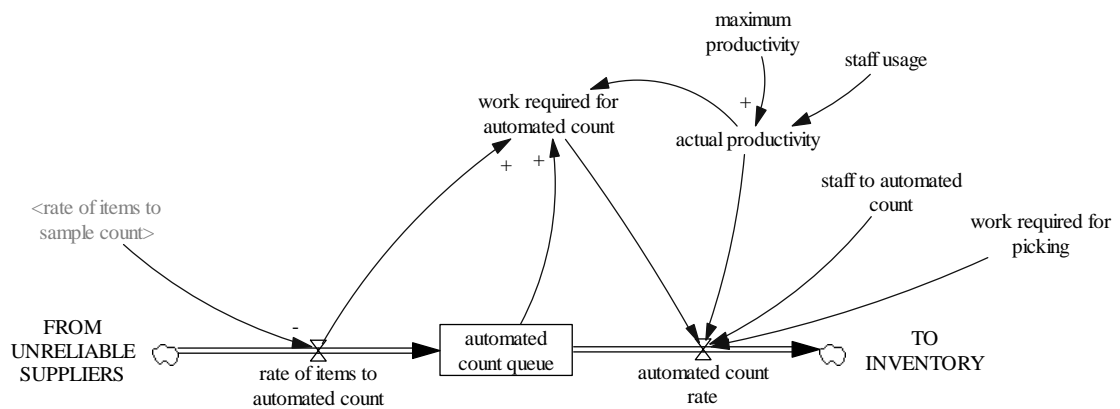 maximum
productivity
staff usage
work required for
automated count
+
actual productivity
+
+
staff to automated
count
<rate of items to
sample count>
work required for
picking
-
FROM
UNRELIABLE
SUPPLIERS
automated
count queue
TO
INVENTORY
rate of items to
automated count
automated count
rate